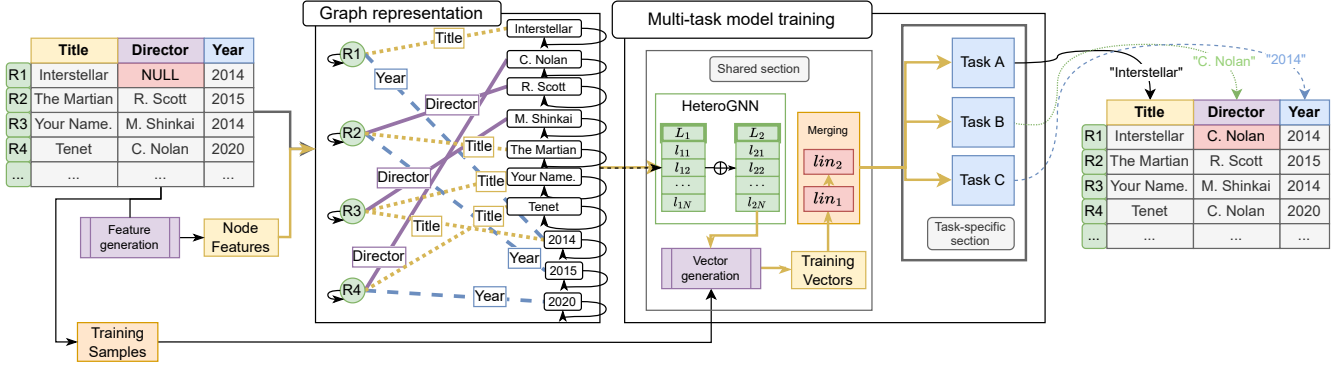 Graph representation
Multi-task model training
Title Director Year
R1 Interstellar NULL 2014
R2 The Martian R. Scott 2015
R3 Your Name. M. Shinkai 2014
R4 Tenet C. Nolan 2020
... ... ... ...
Feature
generation
Node
Features
Training
Samples
R1
R2
R3
R4
Title
Year
Director
Title
Director
Title
Title
Title
Director
Year
Year
Interstellar
C. Nolan
R. Scott
M. Shinkai
The Martian
Your Name.
Tenet
2014
2015
2020
Shared section
HeteroGNN
L1 L2
l11 l21
l12 ⊕ l22
... ...
l1N l2N
Merging
lin2
lin1
Vector
generation
Training
Vectors
Task A
Task B
Task C
Task-specific
section
"Interstellar"
"C. Nolan"
"2014"
Title Director Year
R1 Interstellar C. Nolan 2014
R2 The Martian R. Scott 2015
R3 Your Name. M. Shinkai 2014
R4 Tenet C. Nolan 2020
... ... ... ...